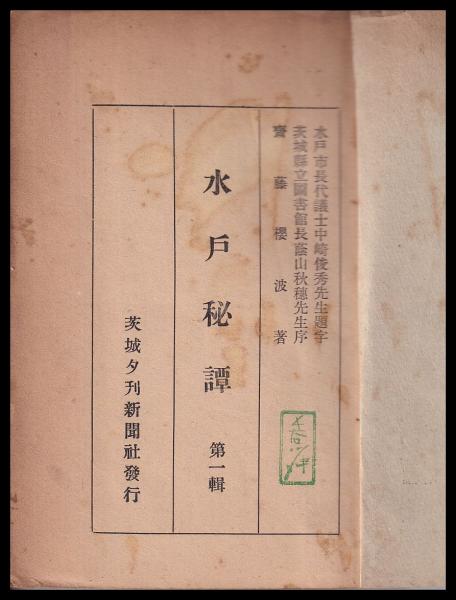 水戸市長代議士中崎俊秀先生題字
茨城縣立圖書館長蔭山秋穗先生序
齋藤櫻波著
水戸秘譚 第一輯
茨城夕刊新聞社發行